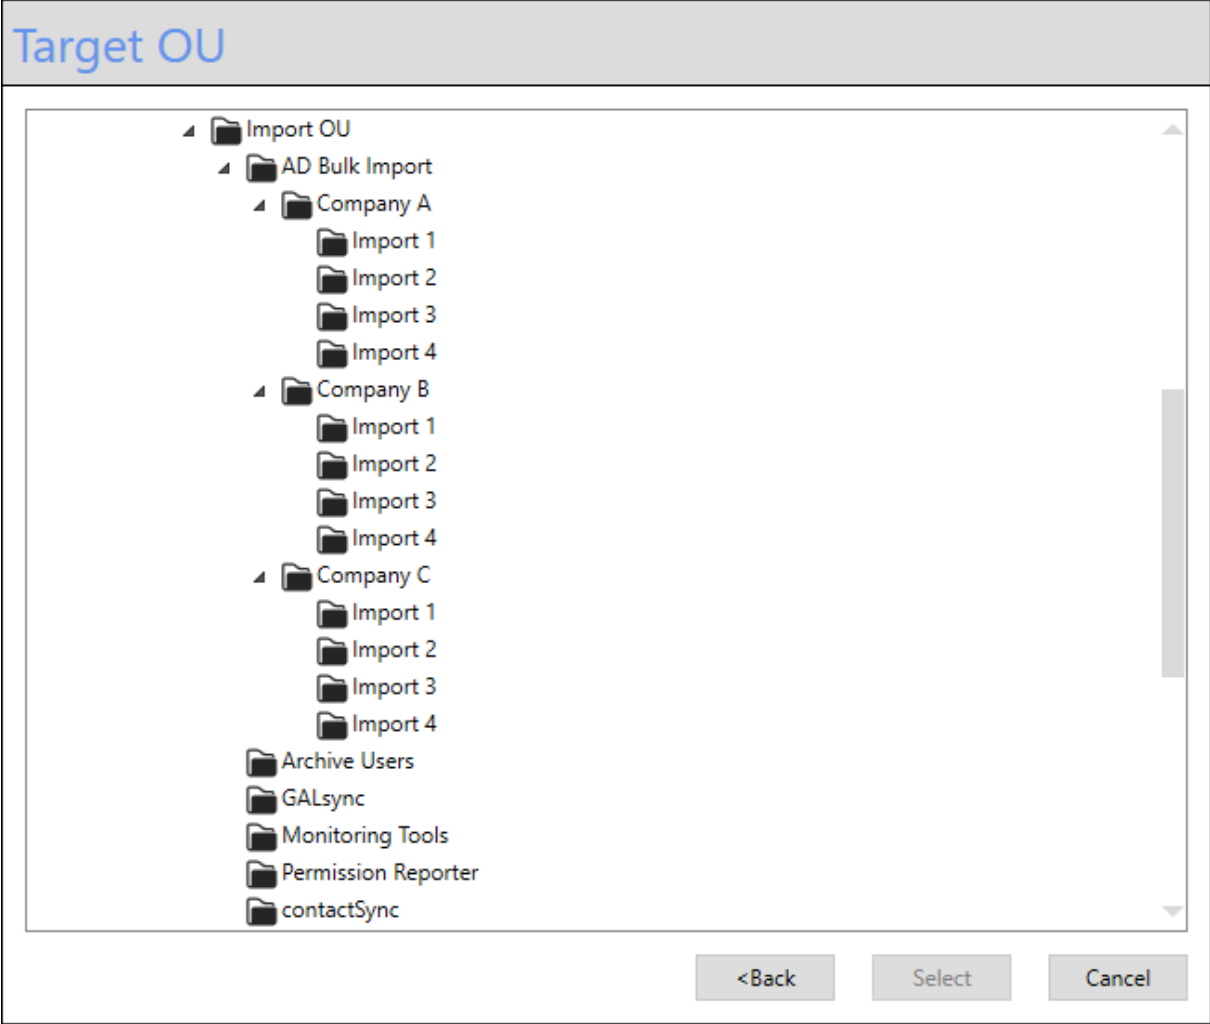 Target OU
Import OU
AD Bulk Import
Company A
Import 1
Import 2
Import 3
Import 4
Company B
Import 1
Import 2
Import 3
Import 4
Company C
Import 1
Import 2
Import 3
Import 4
Archive Users
GALsync
Monitoring Tools
Permission Reporter
contactSync
<Back Select Cancel